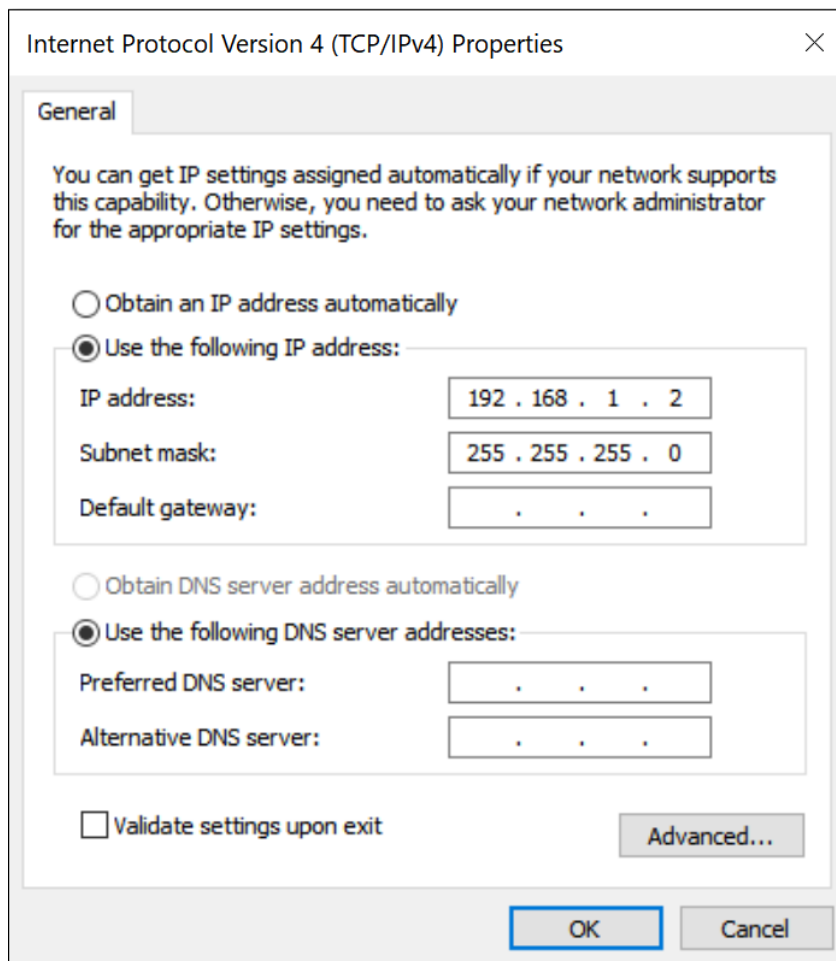 Internet Protocol Version 4 (TCP/IPv4) Properties
General
You can get IP settings assigned automatically if your network supports
this capability. Otherwise, you need to ask your network administrator
for the appropriate IP settings.
Obtain an IP address automatically
Use the following IP address:
IP address: 192 . 168 . 1 . 2
Subnet mask: 255 . 255 . 255 . 0
Default gateway: . . .
Obtain DNS server address automatically
Use the following DNS server addresses:
Preferred DNS server: . . .
Alternative DNS server: . . .
Validate settings upon exit
Advanced...
OK Cancel